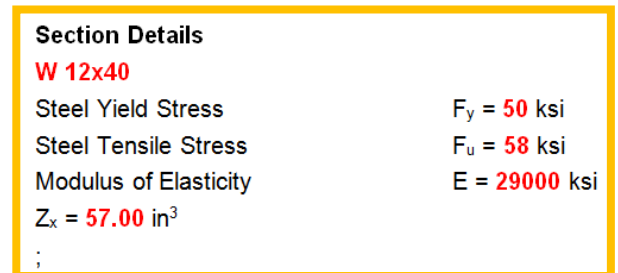 Section Details
W 12x40
Steel Yield Stress Fy = 50 ksi
Steel Tensile Stress Fu = 58 ksi
Modulus of Elasticity E = 29000 ksi
Zx = 57.00 in³
;